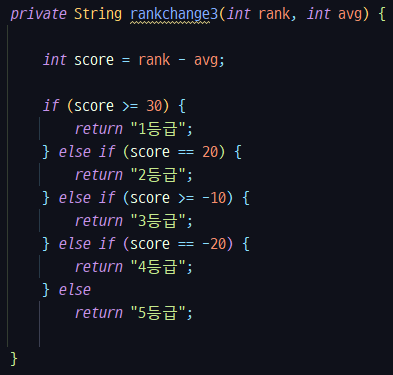 private String rankchange3(int rank, int avg) {
int score = rank - avg;
if (score >= 30) {
return "1등급";
} else if (score == 20) {
return "2등급";
} else if (score >= -10) {
return "3등급";
} else if (score == -20) {
return "4등급";
} else
return "5등급";
}